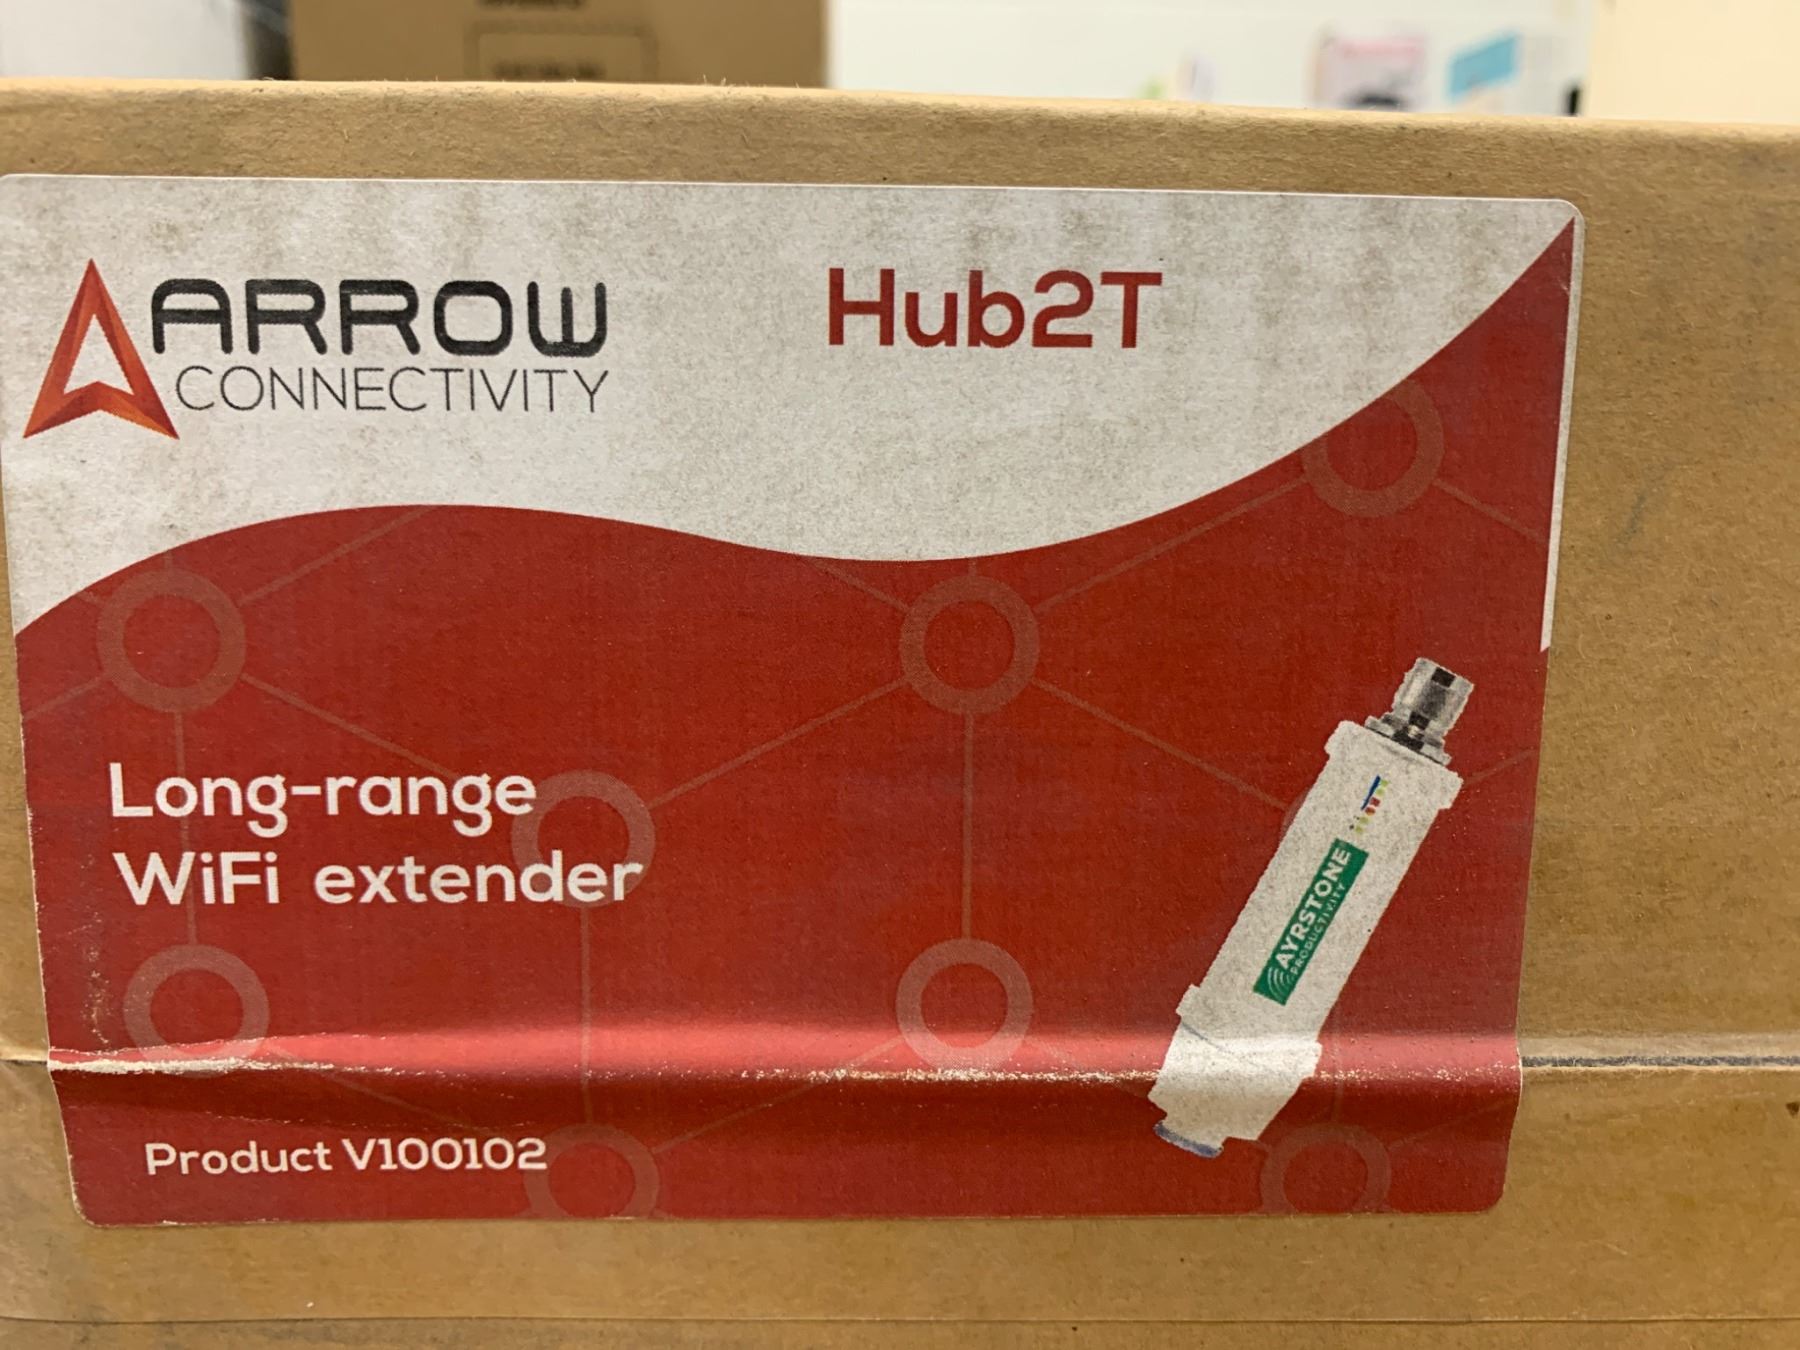 ARROW
CONNECTIVITY
Hub2T
Long-range
WiFi extender
AYRSTONE
PRODUCTIVITY
Product V100102